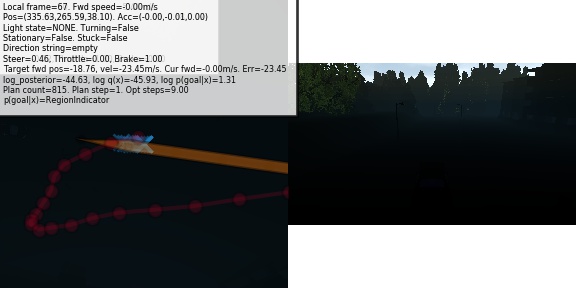 Local frame=67. Fwd speed=-0.00m/s
Pos=(335.63,265.59,38.10). Acc=(-0.00,-0.01,0.00)
Light state=NONE. Turning=False
Stationary=False. Stuck=False
Direction string=empty
Steer=0.46, Throttle=0.00, Brake=1.00
Target fwd pos=-18.76, vel=-23.45m/s. Cur fwd=-0.00m/s. Err=-23.45
log_posterior=-44.63, log q(x)=-45.93, log p(goal|x)=1.31
Plan count=815. Plan step=1. Opt steps=9.00
p(goal|x)=RegionIndicator